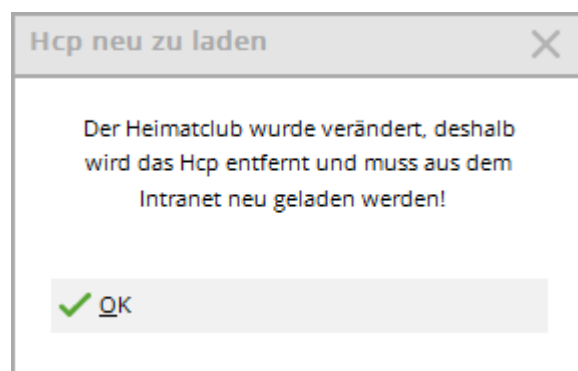 Hcp neu zu laden
Der Heimatclub wurde verändert, deshalb
wird das Hcp entfernt und muss aus dem
Intranet neu geladen werden!
OK